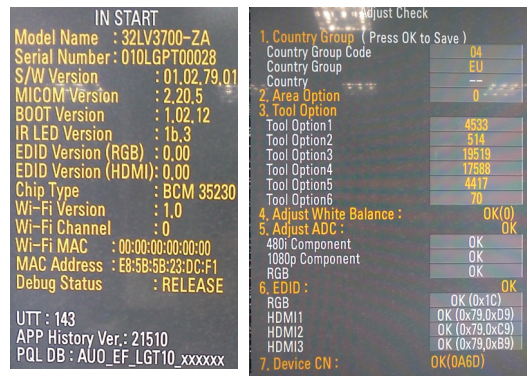 IN START
Model Name : 32LV3700-ZA
Serial Number : 010LGPT00028
S/W Version : 01.02.79.01
MICOM Version : 2.20.5
BOOT Version : 1.02.12
IR LED Version : 1b.3
EDID Version (RGB) : 0.00
EDID Version (HDMI) : 0.00
Chip Type : BCM 35230
Wi-Fi Version : 1.0
Wi-Fi Channel : 0
Wi-Fi MAC : 00:00:00:00:00:00
MAC Address : E8:5B:5B:23:DC:F1
Debug Status : RELEASE
UTT : 143
APP History Ver.: 21510
PQL DB : AUO_EF_LGT10_xxxxxx
Adjust Check
1. Country Group ( Press OK to Save )
Country Group Code 04
Country Group EU
Country --
2. Area Option 0
3. Tool Option
Tool Option1 4533
Tool Option2 514
Tool Option3 19519
Tool Option4 17588
Tool Option5 4417
Tool Option6 70
4. Adjust White Balance : OK(0)
5. Adjust ADC : OK
480i Component OK
1080p Component OK
RGB OK
6. EDID : OK
RGB OK (0x1C)
HDMI1 OK (0x79,0xD9)
HDMI2 OK (0x79,0xC9)
HDMI3 OK (0x79,0xB9)
7. Device CN : OK(0A6D)